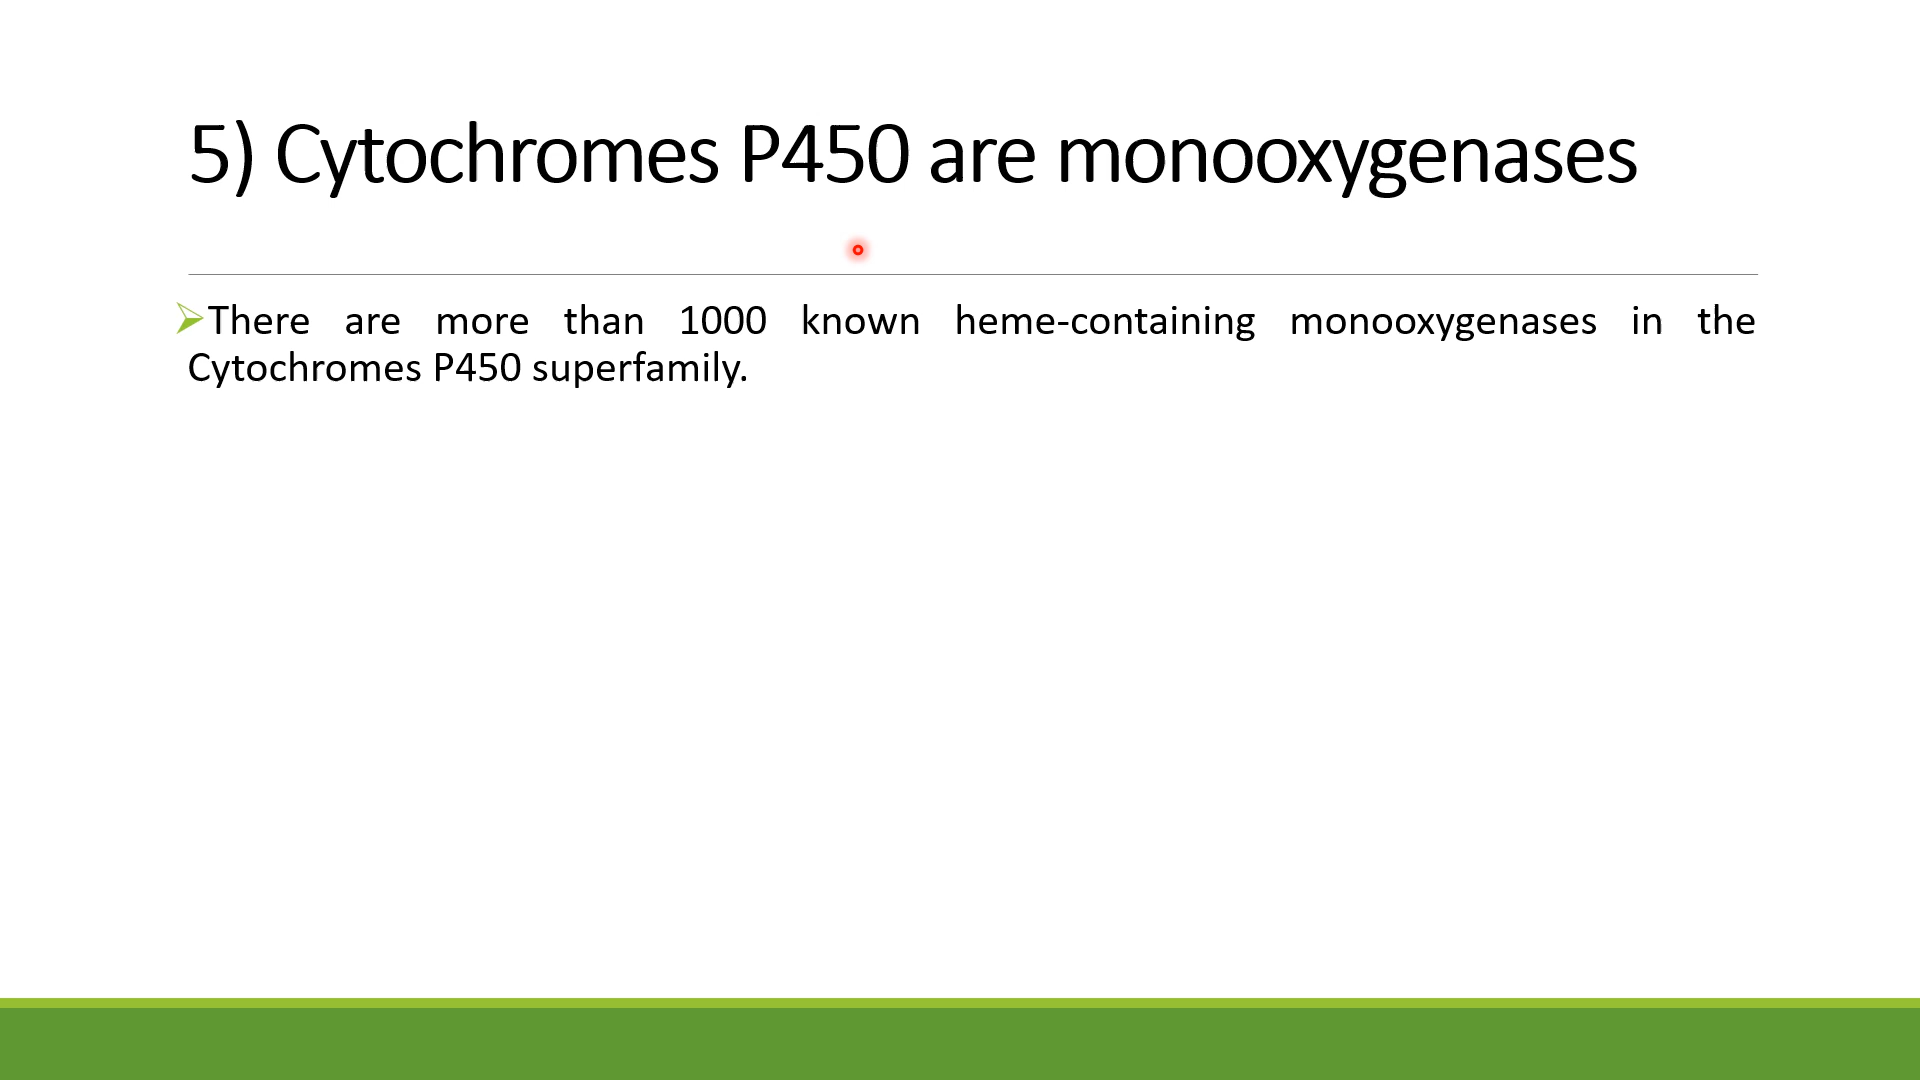 5) Cytochromes P450 are monooxygenases
There are more than 1000 known heme-containing monooxygenases in the
Cytochromes P450 superfamily.